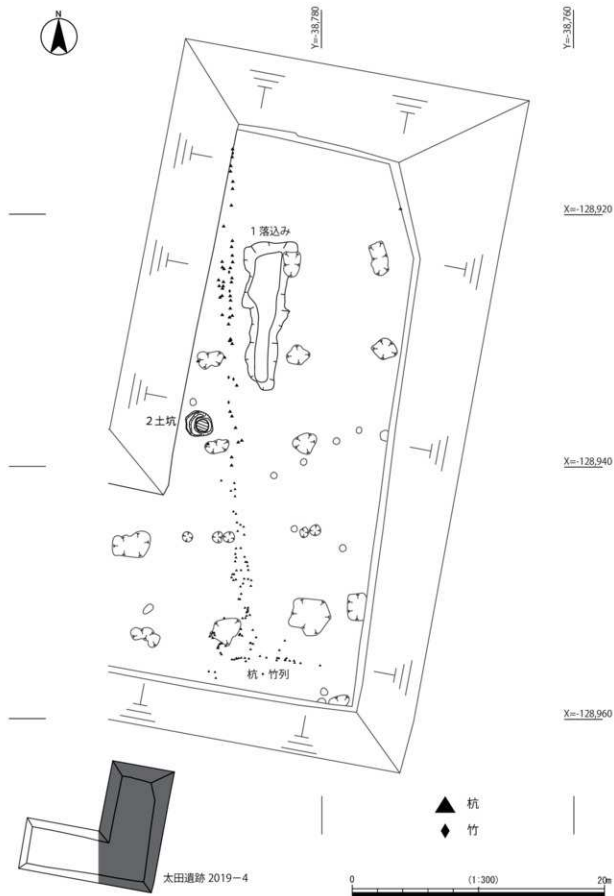 N
Y=-38,780
Y=-38,760
X=-128,920
1 落込み
2 土坑
X=-128,940
杭・竹列
X=-128,960
杭
竹
太田遺跡 2019－4
0 (1:300) 20m